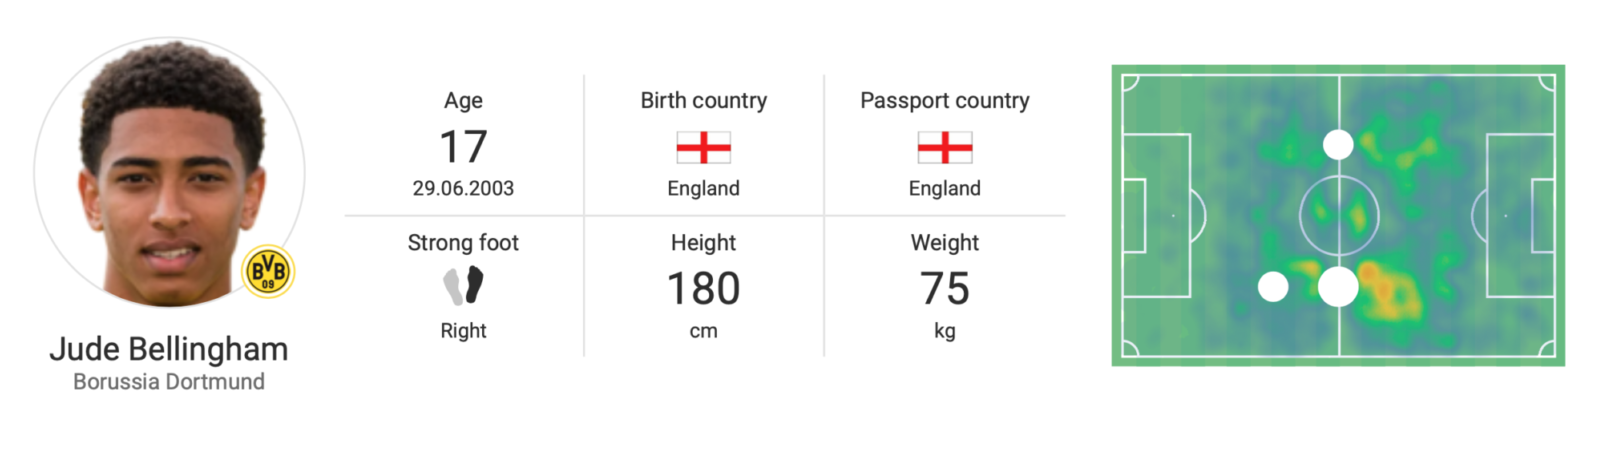 Age
17
29.06.2003
Birth country
England
Passport country
England
Strong foot
Right
Height
180
cm
Weight
75
kg
BVB
09
Jude Bellingham
Borussia Dortmund